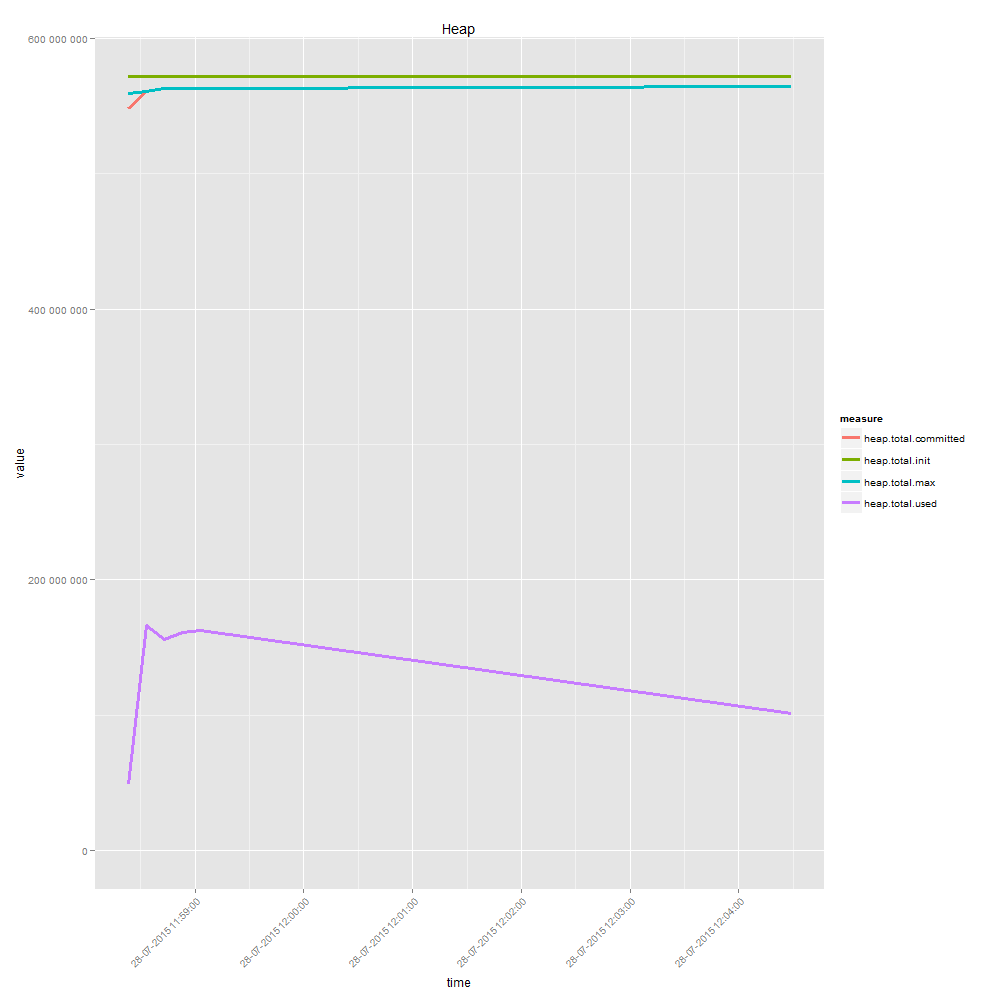 Heap
600 000 000
400 000 000
200 000 000
0
value
28-07-2015 11:59:00
28-07-2015 12:00:00
28-07-2015 12:01:00
28-07-2015 12:02:00
28-07-2015 12:03:00
28-07-2015 12:04:00
time
measure
heap.total.committed
heap.total.init
heap.total.max
heap.total.used